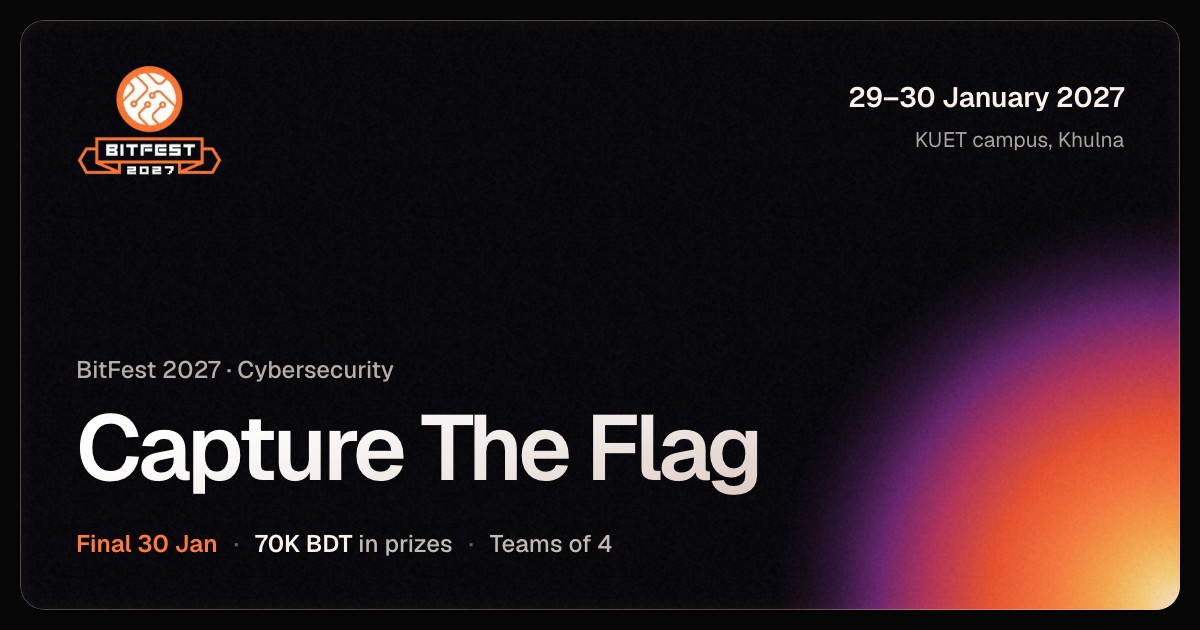 BITFEST
2027
29–30 January 2027
KUET campus, Khulna
BitFest 2027 · Cybersecurity
Capture The Flag
Final 30 Jan · 70K BDT in prizes · Teams of 4